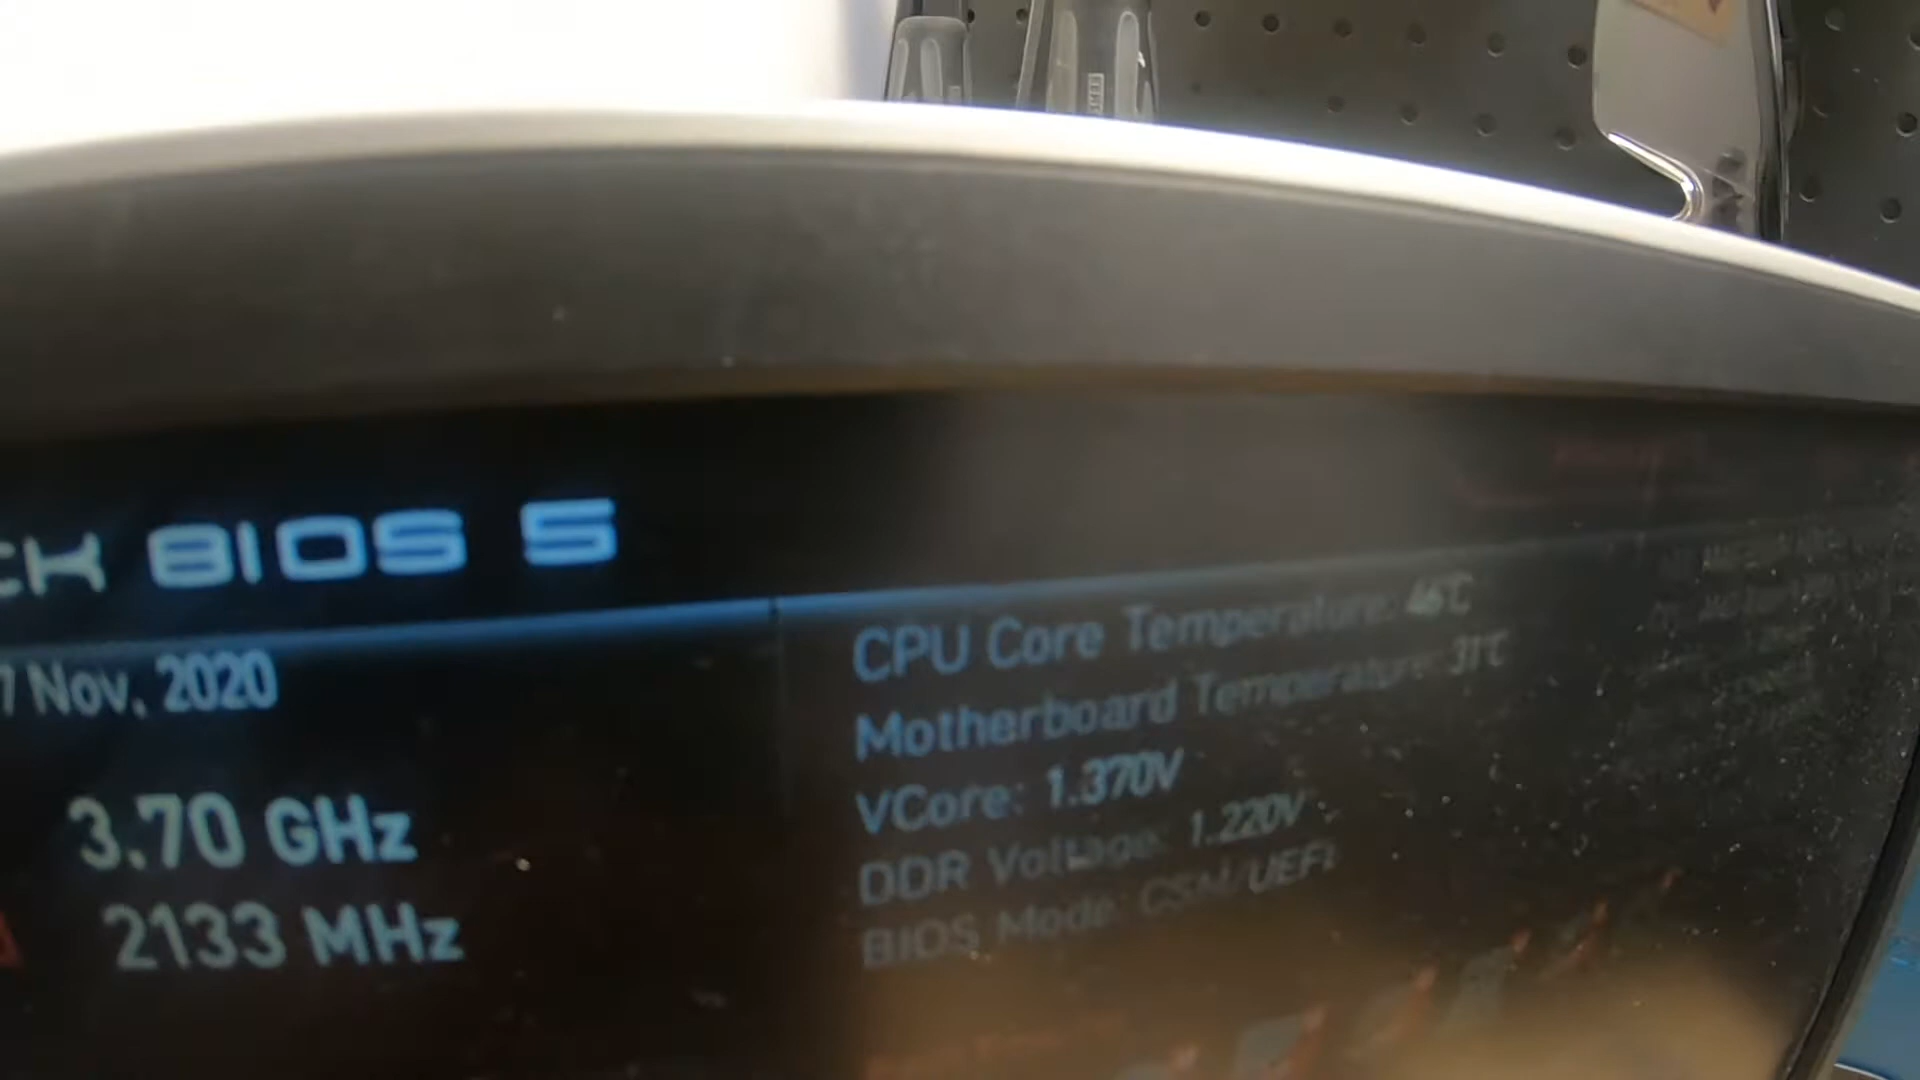 CK BIOS 5
7 Nov, 2020
3.70 GHz
2133 MHz
CPU Core Temperature: 46°C
Motherboard Temperature: 31°C
VCore: 1.370V
DDR Voltage: 1.220V
BIOS Mode: CSM/UEFI